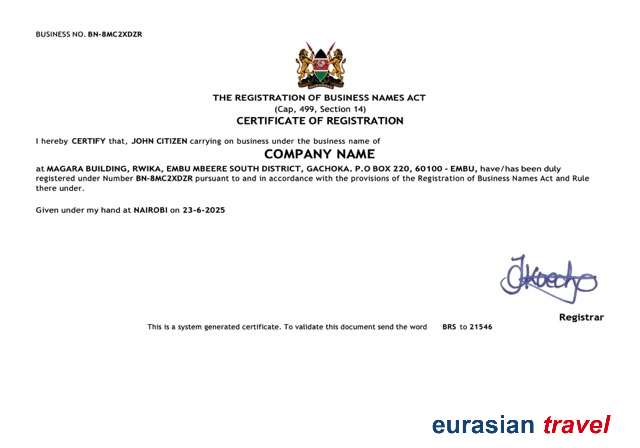 BUSINESS NO. BN-8MC2XDZR
THE REGISTRATION OF BUSINESS NAMES ACT
(Cap, 499, Section 14)
CERTIFICATE OF REGISTRATION
I hereby CERTIFY that, JOHN CITIZEN carrying on business under the business name of
COMPANY NAME
at MAGARA BUILDING, RWIKA, EMBU MBEERE SOUTH DISTRICT, GACHOKA. P.O BOX 220, 60100 - EMBU, have/has been duly
registered under Number BN-8MC2XDZR pursuant to and in accordance with the provisions of the Registration of Business Names Act and Rule
there under.
Given under my hand at NAIROBI on 23-6-2025
Registrar
This is a system generated certificate. To validate this document send the word BRS to 21546
eurasian travel